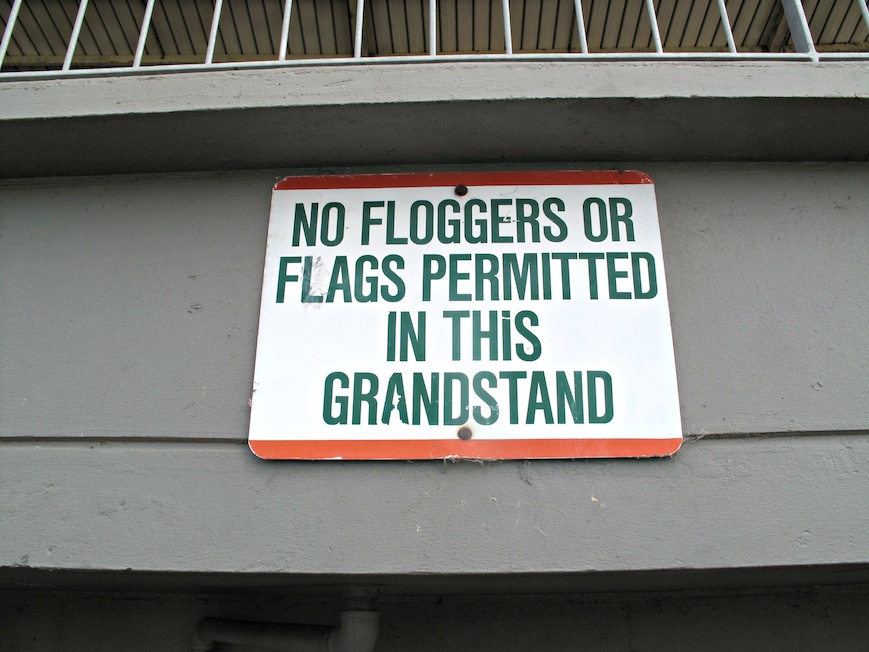 NO FLOGGERS OR
FLAGS PERMITTED
IN THiS
GRANDSTAND